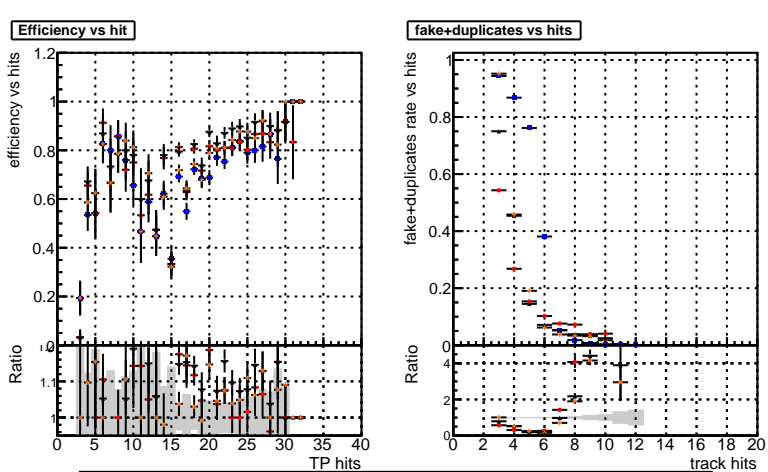 Efficiency vs hit
fake+duplicates vs hits
efficiency vs hits
1.2
1
0.8
0.6
0.4
0.2
0
Ratio
1.1
1
0 5 10 15 20 25 30 35 40
TP hits
fake+duplicates rate vs hits
1
0.8
0.6
0.4
0.2
0
Ratio
4
2
0
0 2 4 6 8 10 12 14 16 18 20
track hits